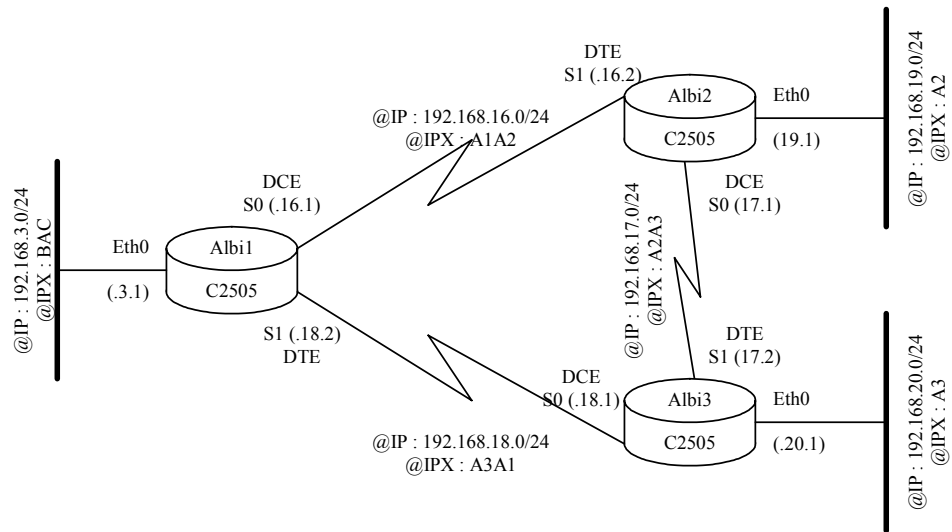 DTE
S1 (.16.2)
Albi2
C2505
Eth0
(19.1)
@IP : 192.168.19.0/24
@IPX : A2
@IP : 192.168.16.0/24
@IPX : A1A2
DCE
S0 (.16.1)
DCE
S0 (17.1)
@IP : 192.168.3.0/24
@IPX : BAC
Eth0
(.3.1)
Albi1
C2505
@IP : 192.168.17.0/24
@IPX : A2A3
S1 (.18.2)
DTE
DTE
S1 (17.2)
DCE
S0 (.18.1)
Albi3
C2505
Eth0
(.20.1)
@IP : 192.168.20.0/24
@IPX : A3
@IP : 192.168.18.0/24
@IPX : A3A1